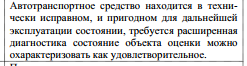 Автотранспортное средство находится в техни-
чески исправном, и пригодном для дальнейшей
эксплуатации состоянии, требуется расширенная
диагностика состояние объекта оценки можно
охарактеризовать как удовлетворительное.